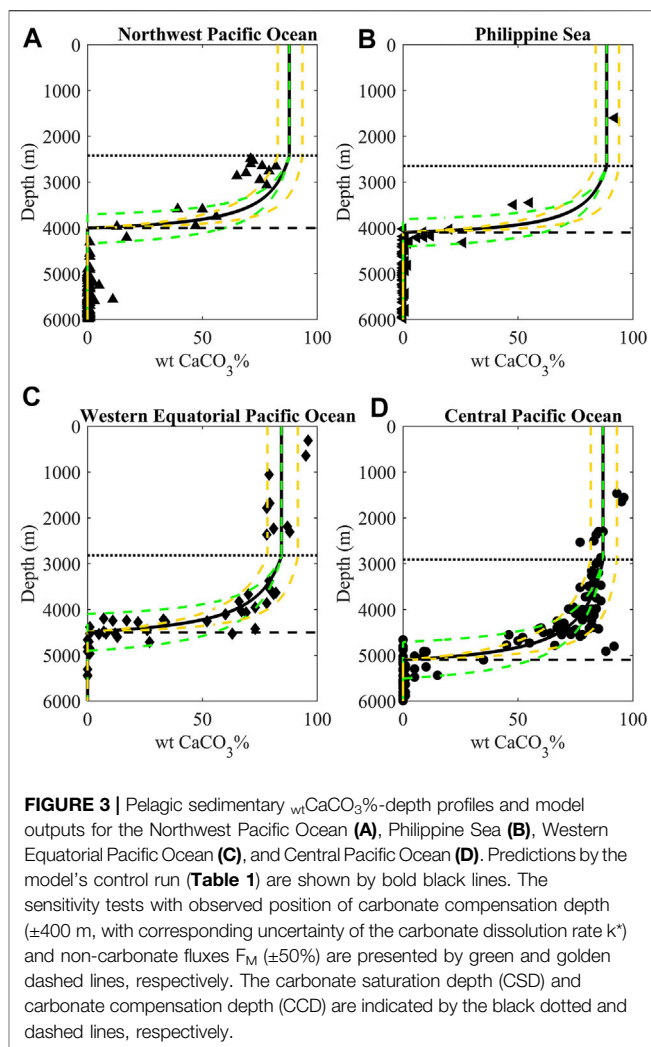 A
Northwest Pacific Ocean
0
1000
2000
3000
4000
5000
6000
Depth (m)
0 50 100
wt CaCO3%
B
Philippine Sea
0
1000
2000
3000
4000
5000
6000
Depth (m)
0 50 100
wt CaCO3%
C
Western Equatorial Pacific Ocean
0
1000
2000
3000
4000
5000
6000
Depth (m)
0 50 100
wt CaCO3%
D
Central Pacific Ocean
0
1000
2000
3000
4000
5000
6000
Depth (m)
0 50 100
wt CaCO3%
FIGURE 3 | Pelagic sedimentary wtCaCO3%-depth profiles and model
outputs for the Northwest Pacific Ocean (A), Philippine Sea (B), Western
Equatorial Pacific Ocean (C), and Central Pacific Ocean (D). Predictions by the
model's control run (Table 1) are shown by bold black lines. The
sensitivity tests with observed position of carbonate compensation depth
(±400 m, with corresponding uncertainty of the carbonate dissolution rate k*)
and non-carbonate fluxes FM (±50%) are presented by green and golden
dashed lines, respectively. The carbonate saturation depth (CSD) and
carbonate compensation depth (CCD) are indicated by the black dotted and
dashed lines, respectively.